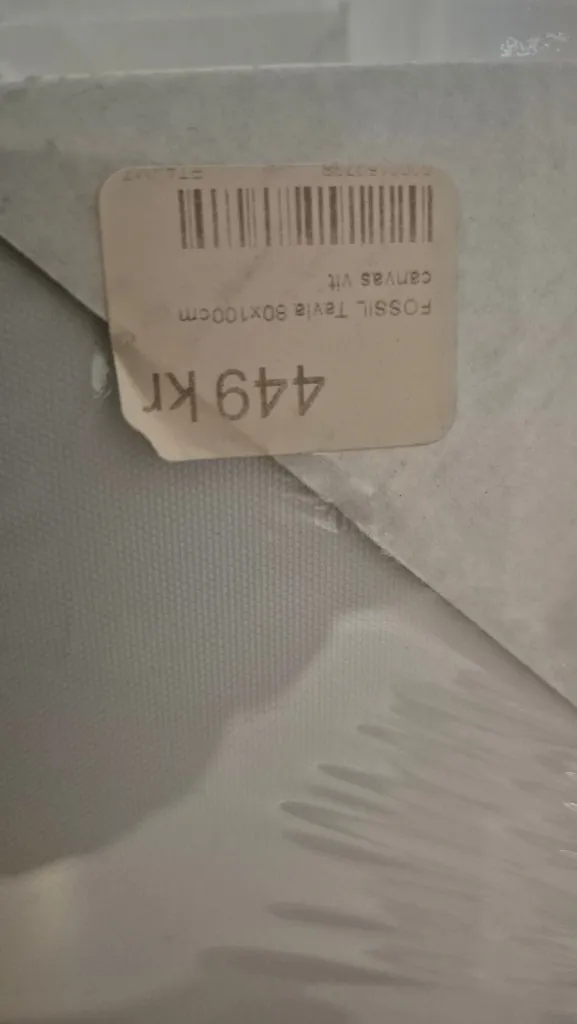 449 kr
FOSSIL Tavla 80x100cm
canvas vit